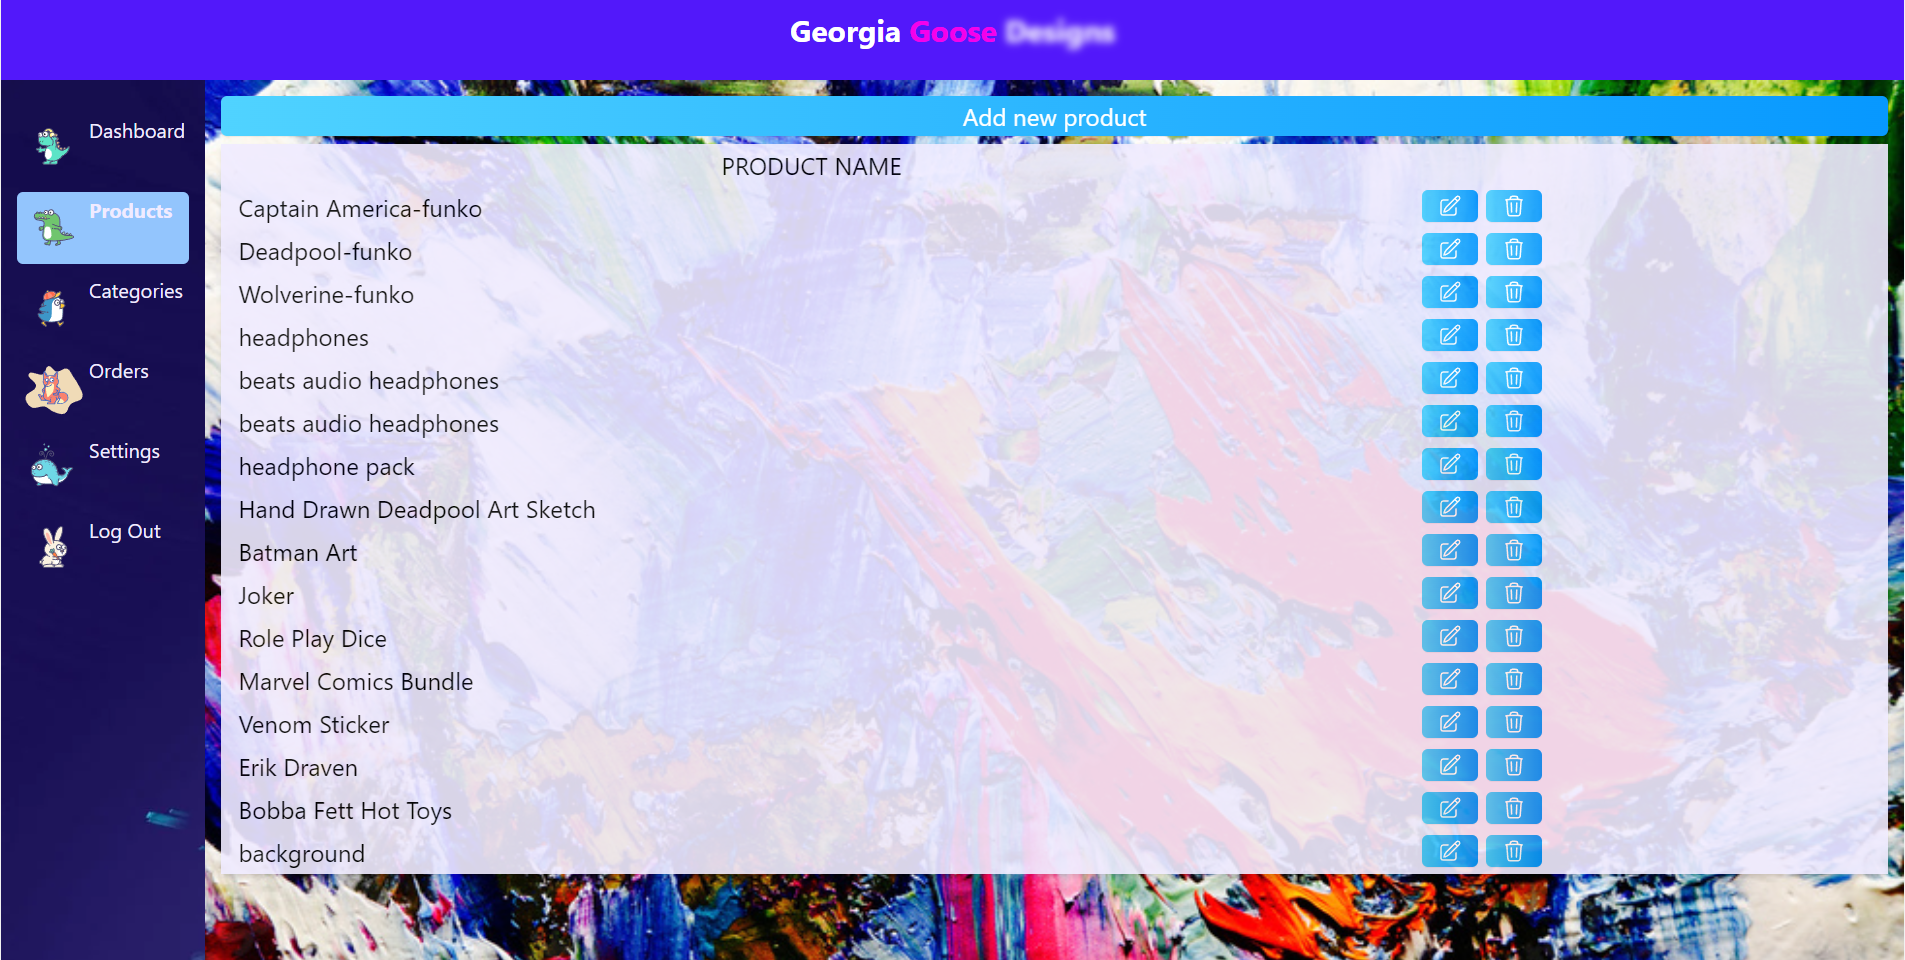 Georgia Goose Designs
Dashboard
Products
Categories
Orders
Settings
Log Out
Add new product
PRODUCT NAME
Captain America-funko
Deadpool-funko
Wolverine-funko
headphones
beats audio headphones
beats audio headphones
headphone pack
Hand Drawn Deadpool Art Sketch
Batman Art
Joker
Role Play Dice
Marvel Comics Bundle
Venom Sticker
Erik Draven
Bobba Fett Hot Toys
background